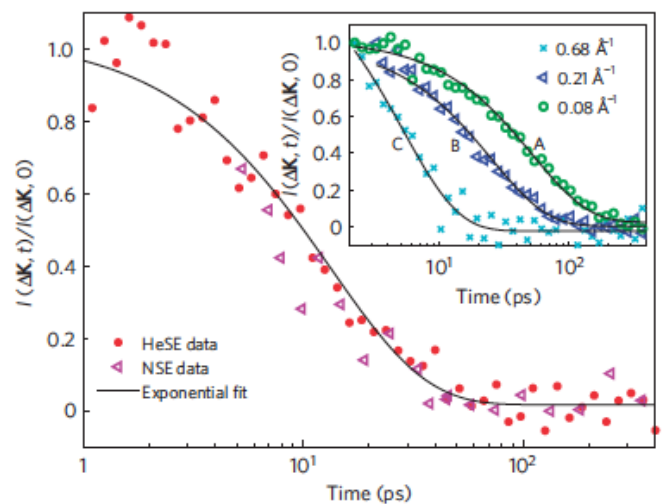 I(ΔK, t)/I(ΔK, 0)
1.0
0.8
0.6
0.4
0.2
0
HeSE data
NSE data
Exponential fit
1
10¹
10²
Time (ps)
I(ΔK, t)/I(ΔK, 0)
1.0
0.8
0.6
0.4
0.2
0
0.68 Å⁻¹
0.21 Å⁻¹
0.08 Å⁻¹
C B A
10¹
10²
Time (ps)